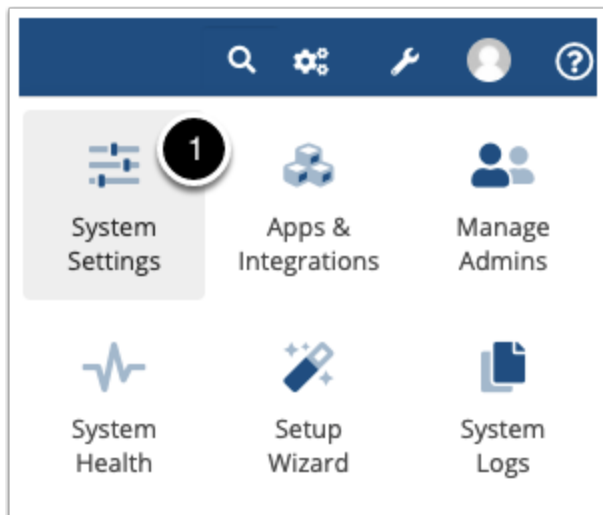 1
System
Settings
Apps &
Integrations
Manage
Admins
System
Health
Setup
Wizard
System
Logs